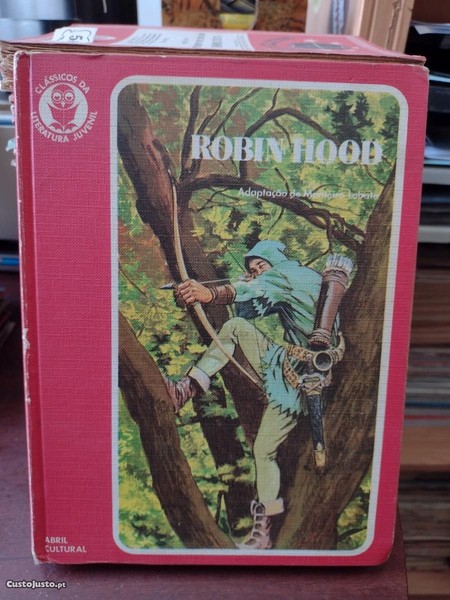 CLÁSSICOS DA
LITERATURA JUVENIL
ROBIN HOOD
Adaptação de Monteiro Lobato
ABRIL
CULTURAL
CustoJusto.pt